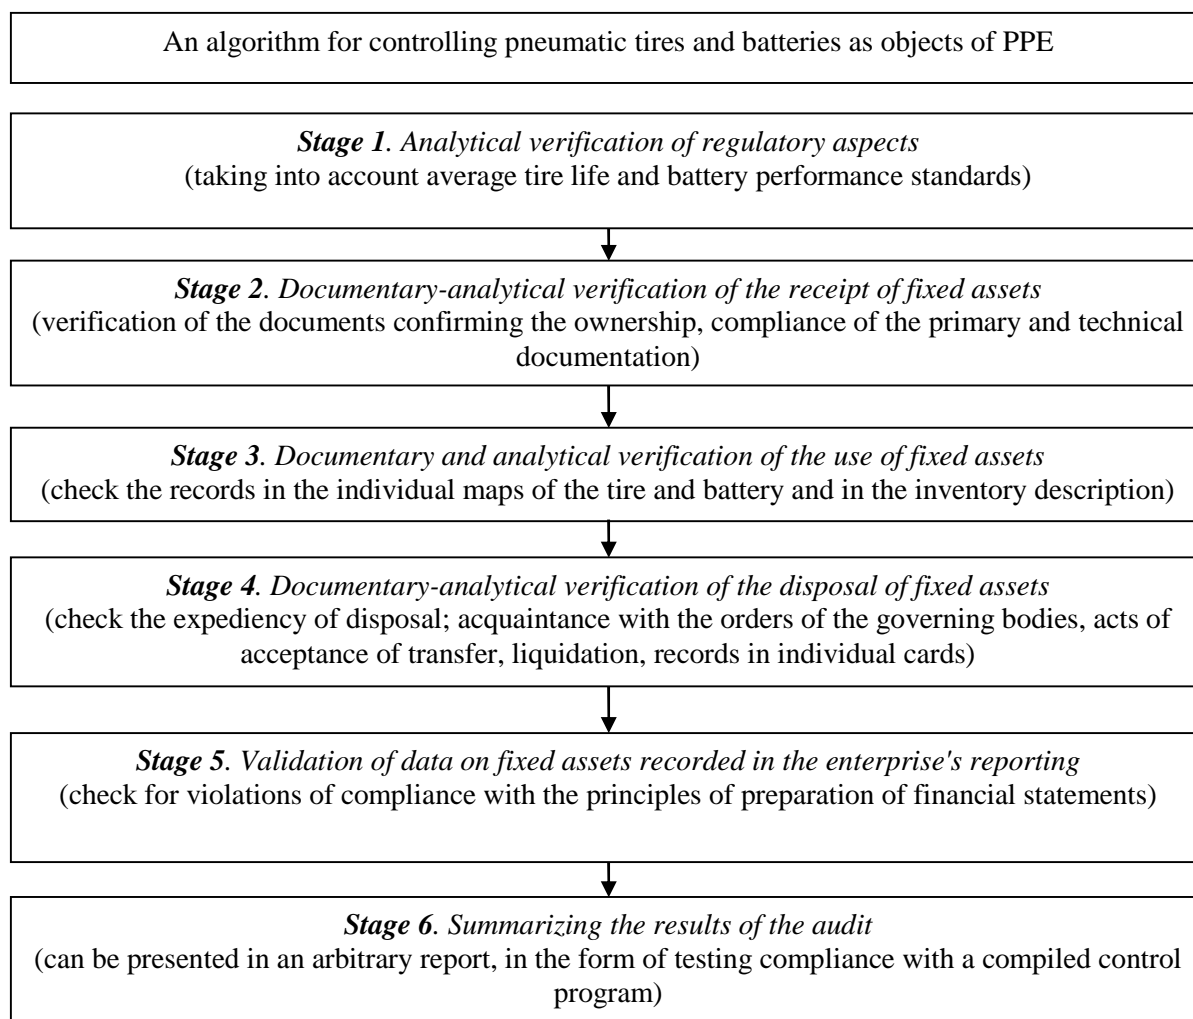 An algorithm for controlling pneumatic tires and batteries as objects of PPE
Stage 1. Analytical verification of regulatory aspects
(taking into account average tire life and battery performance standards)
Stage 2. Documentary-analytical verification of the receipt of fixed assets
(verification of the documents confirming the ownership, compliance of the primary and technical
documentation)
Stage 3. Documentary and analytical verification of the use of fixed assets
(check the records in the individual maps of the tire and battery and in the inventory description)
Stage 4. Documentary-analytical verification of the disposal of fixed assets
(check the expediency of disposal; acquaintance with the orders of the governing bodies, acts of
acceptance of transfer, liquidation, records in individual cards)
Stage 5. Validation of data on fixed assets recorded in the enterprise's reporting
(check for violations of compliance with the principles of preparation of financial statements)
Stage 6. Summarizing the results of the audit
(can be presented in an arbitrary report, in the form of testing compliance with a compiled control
program)